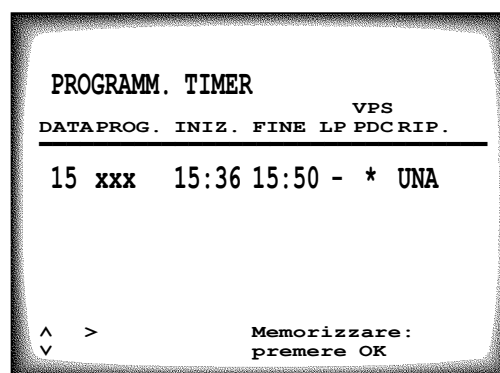 PROGRAMM. TIMER
VPS
DATAPROG. INIZ. FINE LP PDCRIP.
15 xxx 15:36 15:50 - * UNA
^ > Memorizzare:
v premere OK